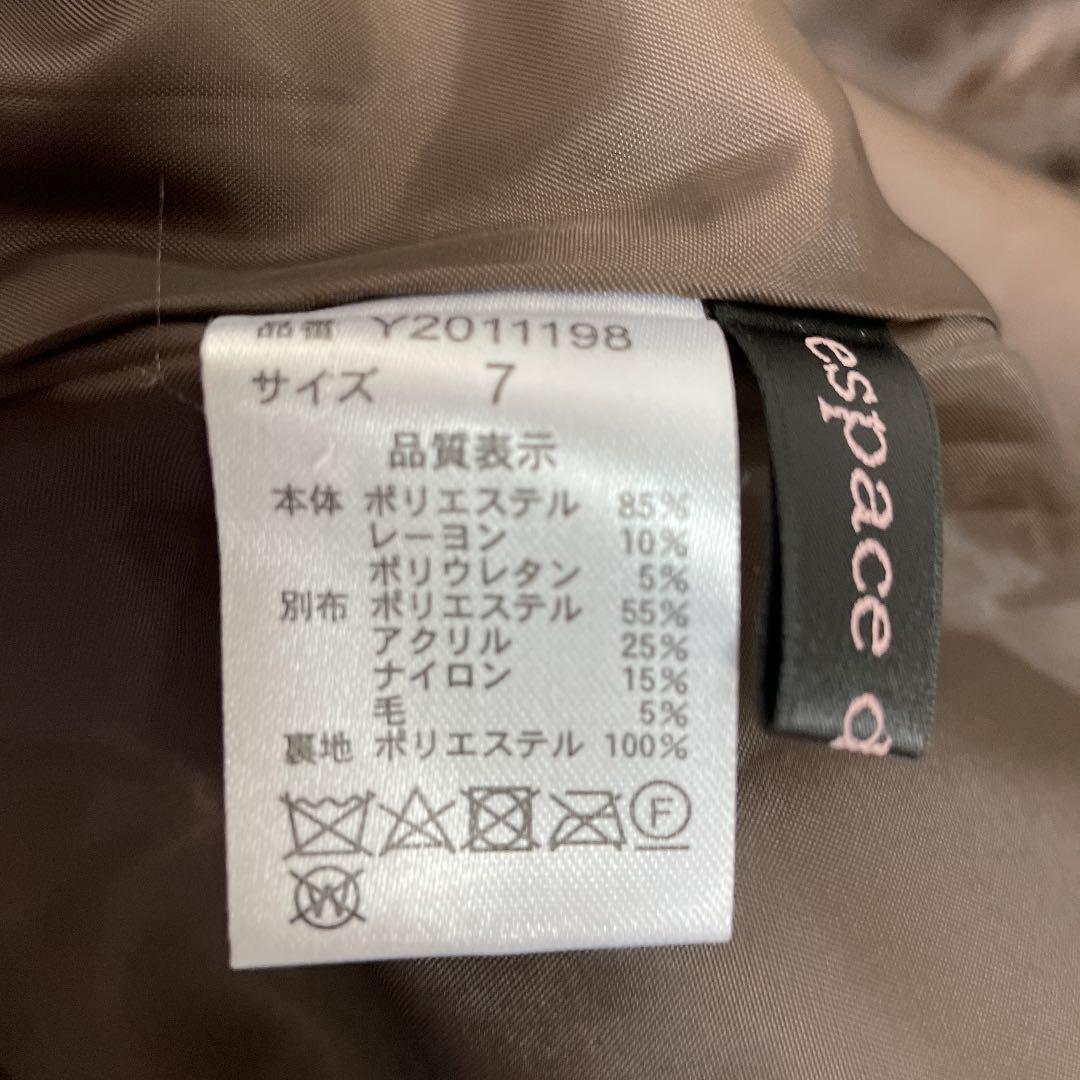 品番 Y2011198
サイズ 7
品質表示
本体 ポリエステル 85%
レーヨン 10%
ポリウレタン 5%
別布 ポリエステル 55%
アクリル 25%
ナイロン 15%
毛 5%
裏地 ポリエステル 100%
F
W
espace